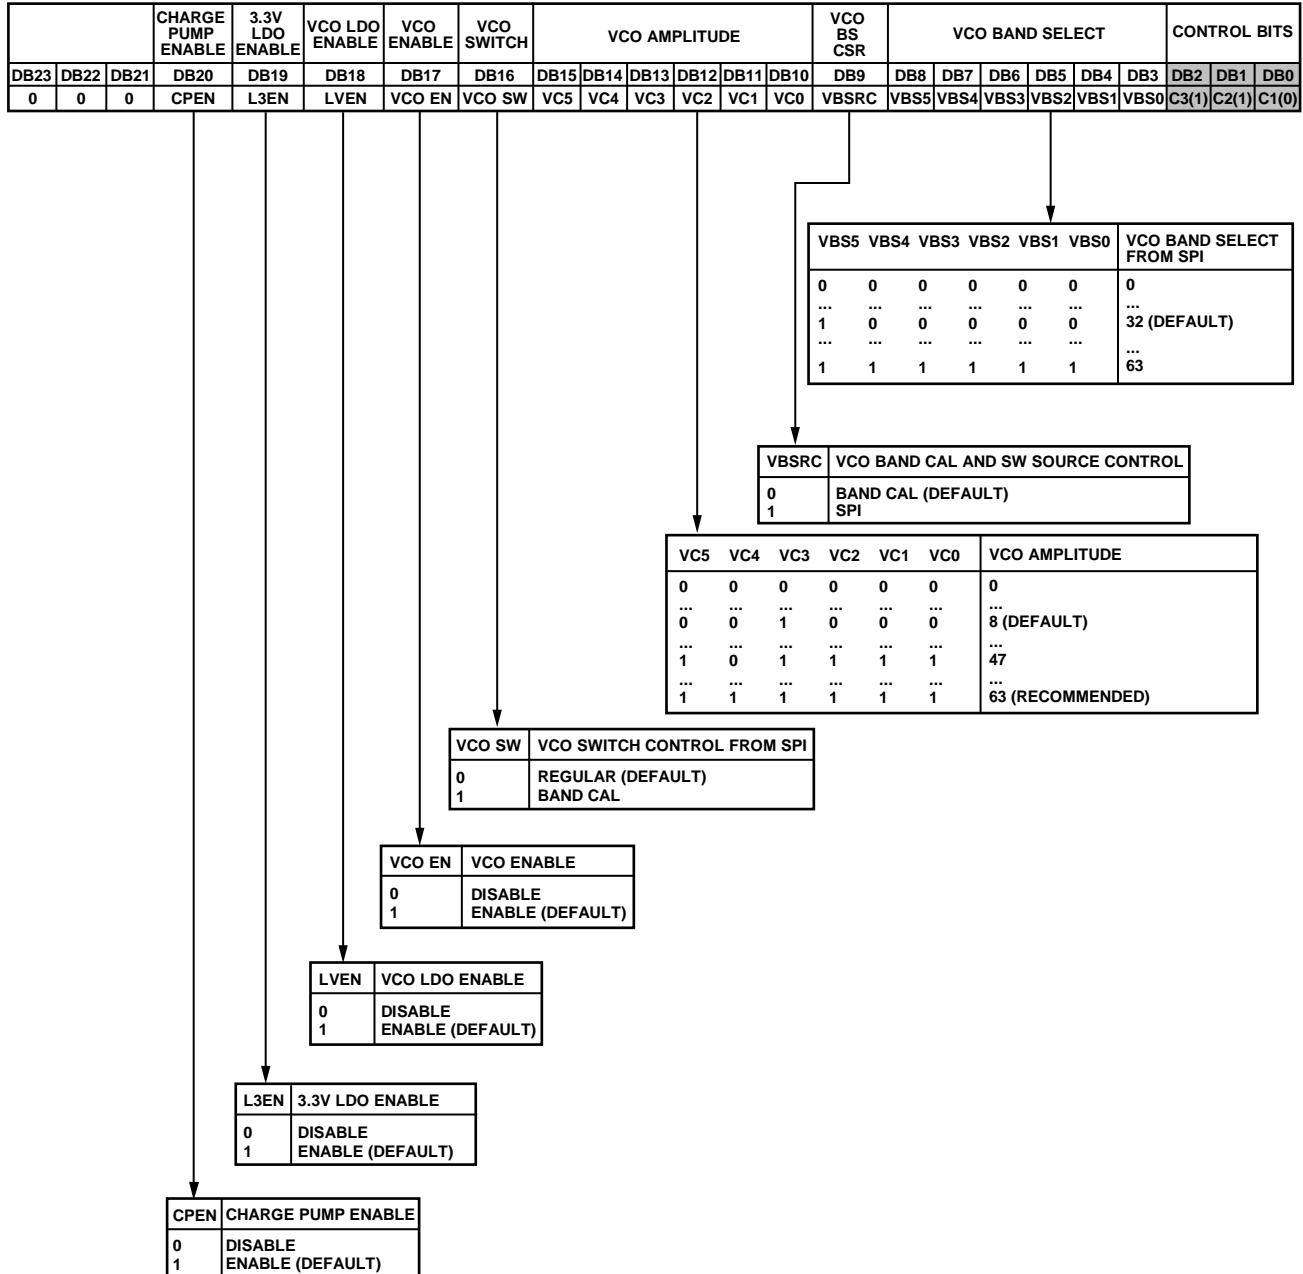 CHARGE PUMP ENABLE 3.3V LDO ENABLE VCO LDO ENABLE VCO ENABLE VCO SWITCH VCO AMPLITUDE VCO BS CSR VCO BAND SELECT CONTROL BITS
DB23 DB22 DB21 DB20 DB19 DB18 DB17 DB16 DB15 DB14 DB13 DB12 DB11 DB10 DB9 DB8 DB7 DB6 DB5 DB4 DB3 DB2 DB1 DB0
0 0 0 CPEN L3EN LVEN VCO EN VCO SW VC5 VC4 VC3 VC2 VC1 VC0 VBSRC VBS5 VBS4 VBS3 VBS2 VBS1 VBS0 C3(1) C2(1) C1(0)
VBS5 VBS4 VBS3 VBS2 VBS1 VBS0 VCO BAND SELECT FROM SPI
0 0 0 0 0 0 0
... ... ... ... ... ... ...
1 0 0 0 0 0 32 (DEFAULT)
... ... ... ... ... ... ...
1 1 1 1 1 1 63
VBSRC VCO BAND CAL AND SW SOURCE CONTROL
0 BAND CAL (DEFAULT)
1 SPI
VC5 VC4 VC3 VC2 VC1 VC0 VCO AMPLITUDE
0 0 0 0 0 0 0
... ... ... ... ... ... ...
0 0 1 0 0 0 8 (DEFAULT)
... ... ... ... ... ... ...
1 0 1 1 1 1 47
... ... ... ... ... ... ...
1 1 1 1 1 1 63 (RECOMMENDED)
VCO SW VCO SWITCH CONTROL FROM SPI
0 REGULAR (DEFAULT)
1 BAND CAL
VCO EN VCO ENABLE
0 DISABLE
1 ENABLE (DEFAULT)
LVEN VCO LDO ENABLE
0 DISABLE
1 ENABLE (DEFAULT)
L3EN 3.3V LDO ENABLE
0 DISABLE
1 ENABLE (DEFAULT)
CPEN CHARGE PUMP ENABLE
0 DISABLE
1 ENABLE (DEFAULT)